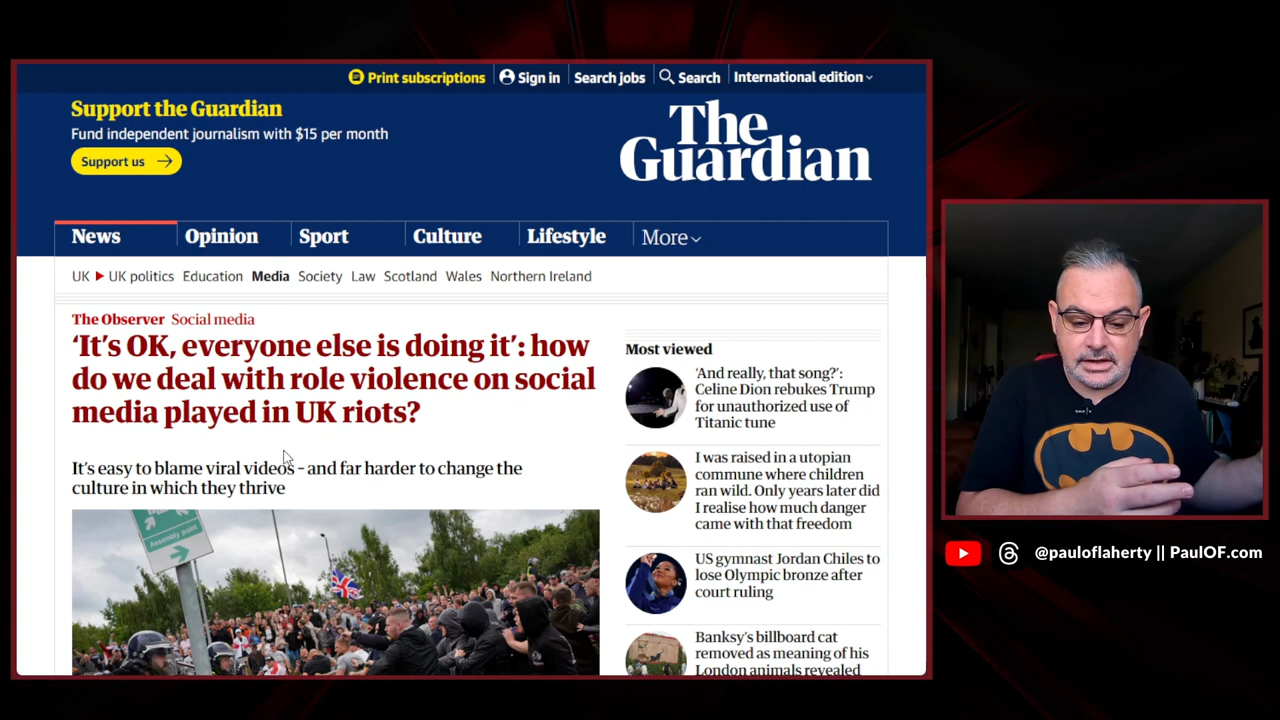 Print subscriptions
Sign in
Search jobs
Search
International edition
Support the Guardian
Fund independent journalism with $15 per month
Support us
The
Guardian
News
Opinion
Sport
Culture
Lifestyle
More
UK
UK politics
Education
Media
Society
Law
Scotland
Wales
Northern Ireland
The Observer Social media
‘It’s OK, everyone else is doing it’: how
do we deal with role violence on social
media played in UK riots?
It’s easy to blame viral videos – and far harder to change the
culture in which they thrive
Assembly point
Most viewed
‘And really, that song?’:
Celine Dion rebukes Trump
for unauthorized use of
Titanic tune
I was raised in a utopian
commune where children
ran wild. Only years later did
I realise how much danger
came with that freedom
US gymnast Jordan Chiles to
lose Olympic bronze after
court ruling
Banksy’s billboard cat
removed as meaning of his
London animals revealed
@pauloflaherty || PaulOF.com